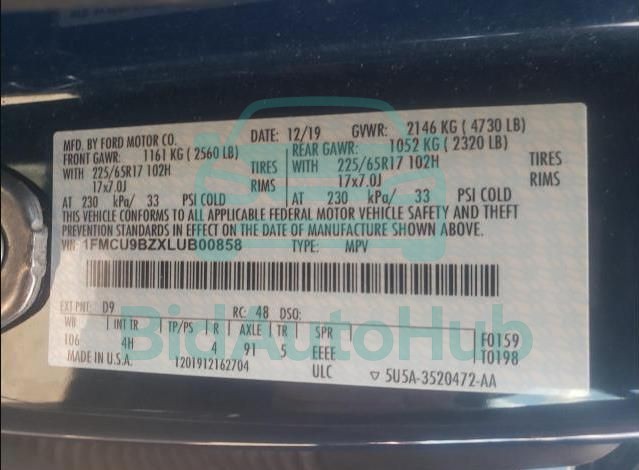 MFD. BY FORD MOTOR CO. DATE: 12/19 GVWR: 2146 KG ( 4730 LB)
FRONT GAWR: 1161 KG ( 2560 LB) REAR GAWR: 1052 KG ( 2320 LB)
WITH 225/65R17 102H TIRES WITH 225/65R17 102H TIRES
17x7.0J RIMS 17x7.0J RIMS
AT 230 kPa/ 33 PSI COLD AT 230 kPa/ 33 PSI COLD
THIS VEHICLE CONFORMS TO ALL APPLICABLE FEDERAL MOTOR VEHICLE SAFETY AND THEFT
PREVENTION STANDARDS IN EFFECT ON THE DATE OF MANUFACTURE SHOWN ABOVE.
VIN: 1FMCU9BZXLUB00858 TYPE: MPV
EXT PNT: D9 RC: 48 DSO:
WB INT TR TP/PS R AXLE TR SPR
106 4H 4 91 5 EEEE
F0159
T0198
MADE IN U.S.A. 1201912162704 ULC ▽ 5U5A-3520472-AA
BidAutoHub